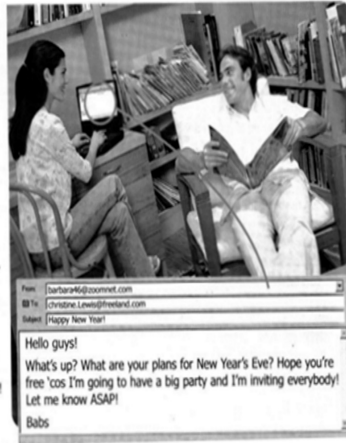 From: barbara46@zoomnet.com
To: christine.Lewis@freeland.com
Subject: Happy New Year!
Hello guys!
What's up? What are your plans for New Year's Eve? Hope you're
free 'cos I'm going to have a big party and I'm inviting everybody!
Let me know ASAP!
Babs